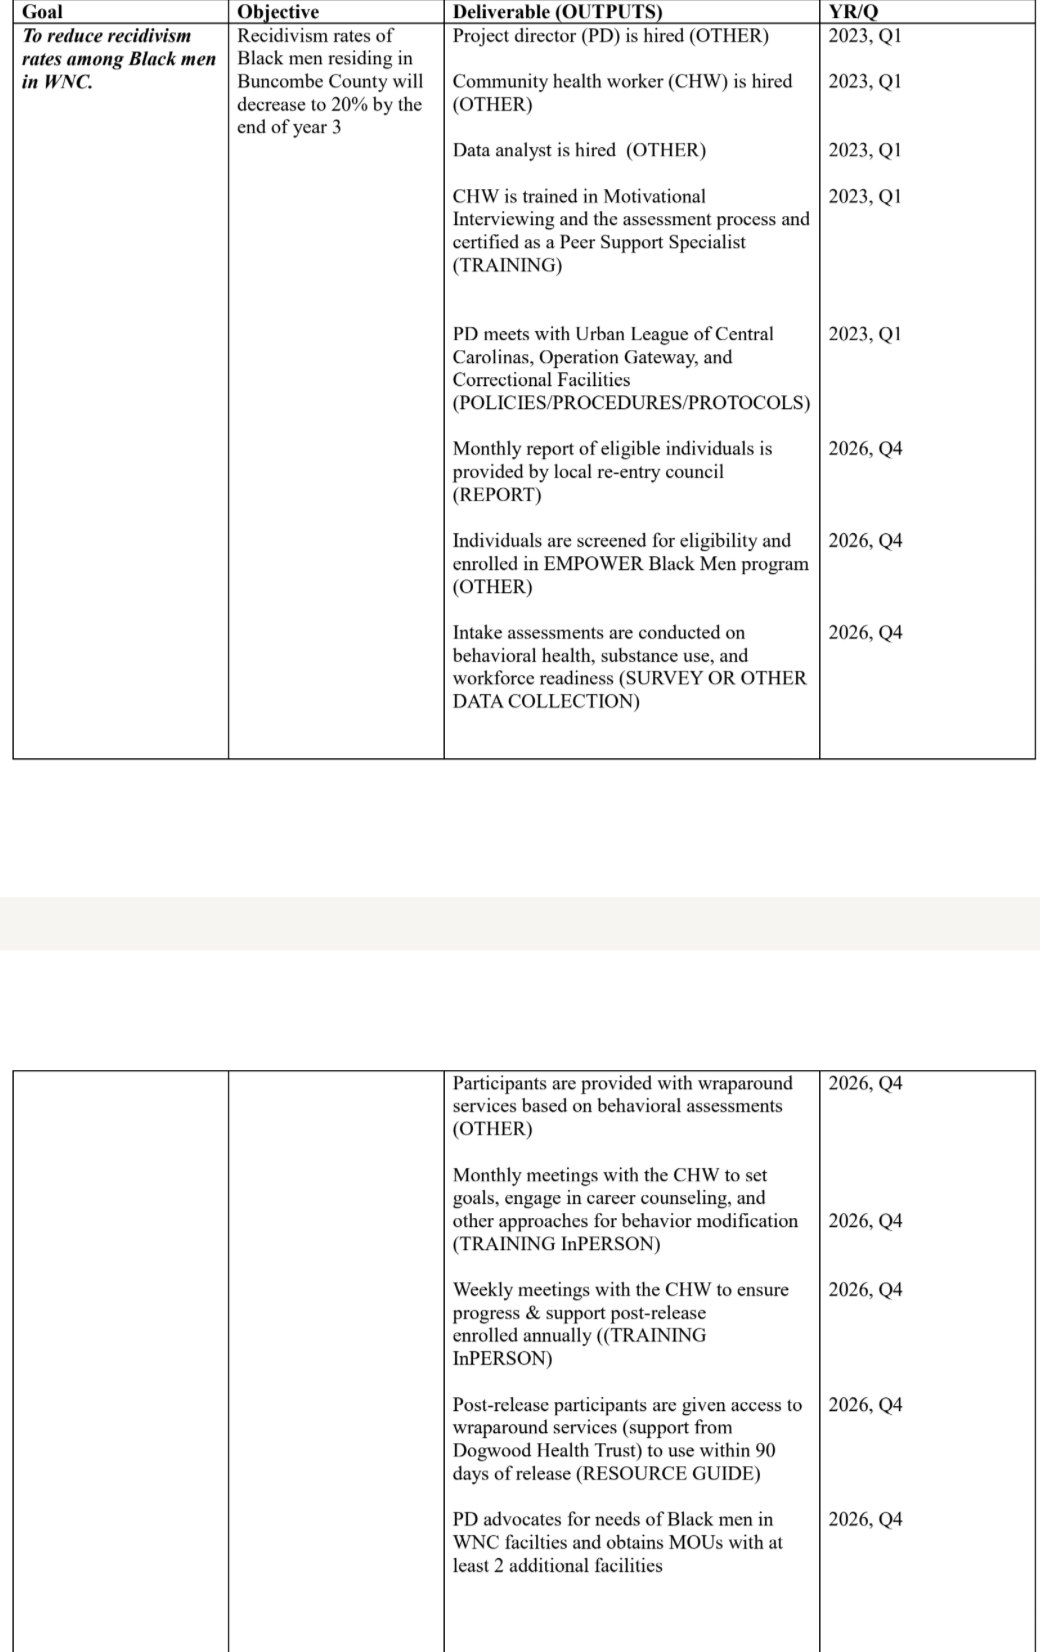 Goal
Objective
Deliverable (OUTPUTS)
YR/Q
To reduce recidivism
rates among Black men
in WNC.
Recidivism rates of
Black men residing in
Buncombe County will
decrease to 20% by the
end of year 3
Project director (PD) is hired (OTHER)
2023, Q1
Community health worker (CHW) is hired
(OTHER)
2023, Q1
Data analyst is hired  (OTHER)
2023, Q1
CHW is trained in Motivational
Interviewing and the assessment process and
certified as a Peer Support Specialist
(TRAINING)
2023, Q1
PD meets with Urban League of Central
Carolinas, Operation Gateway, and
Correctional Facilities
(POLICIES/PROCEDURES/PROTOCOLS)
2023, Q1
Monthly report of eligible individuals is
provided by local re-entry council
(REPORT)
2026, Q4
Individuals are screened for eligibility and
enrolled in EMPOWER Black Men program
(OTHER)
2026, Q4
Intake assessments are conducted on
behavioral health, substance use, and
workforce readiness (SURVEY OR OTHER
DATA COLLECTION)
2026, Q4
Participants are provided with wraparound
services based on behavioral assessments
(OTHER)
2026, Q4
Monthly meetings with the CHW to set
goals, engage in career counseling, and
other approaches for behavior modification
(TRAINING InPERSON)
2026, Q4
Weekly meetings with the CHW to ensure
progress & support post-release
enrolled annually ((TRAINING
InPERSON)
2026, Q4
Post-release participants are given access to
wraparound services (support from
Dogwood Health Trust) to use within 90
days of release (RESOURCE GUIDE)
2026, Q4
PD advocates for needs of Black men in
WNC facilties and obtains MOUs with at
least 2 additional facilities
2026, Q4